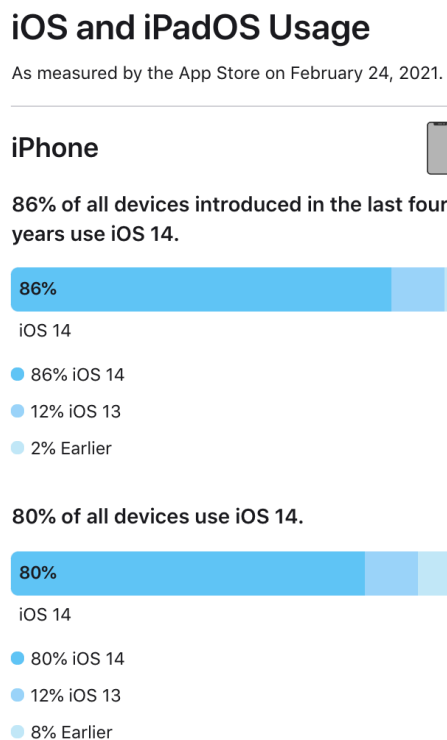 iOS and iPadOS Usage
As measured by the App Store on February 24, 2021.
iPhone
86% of all devices introduced in the last four
years use iOS 14.
86%
iOS 14
86% iOS 14
12% iOS 13
2% Earlier
80% of all devices use iOS 14.
80%
iOS 14
80% iOS 14
12% iOS 13
8% Earlier